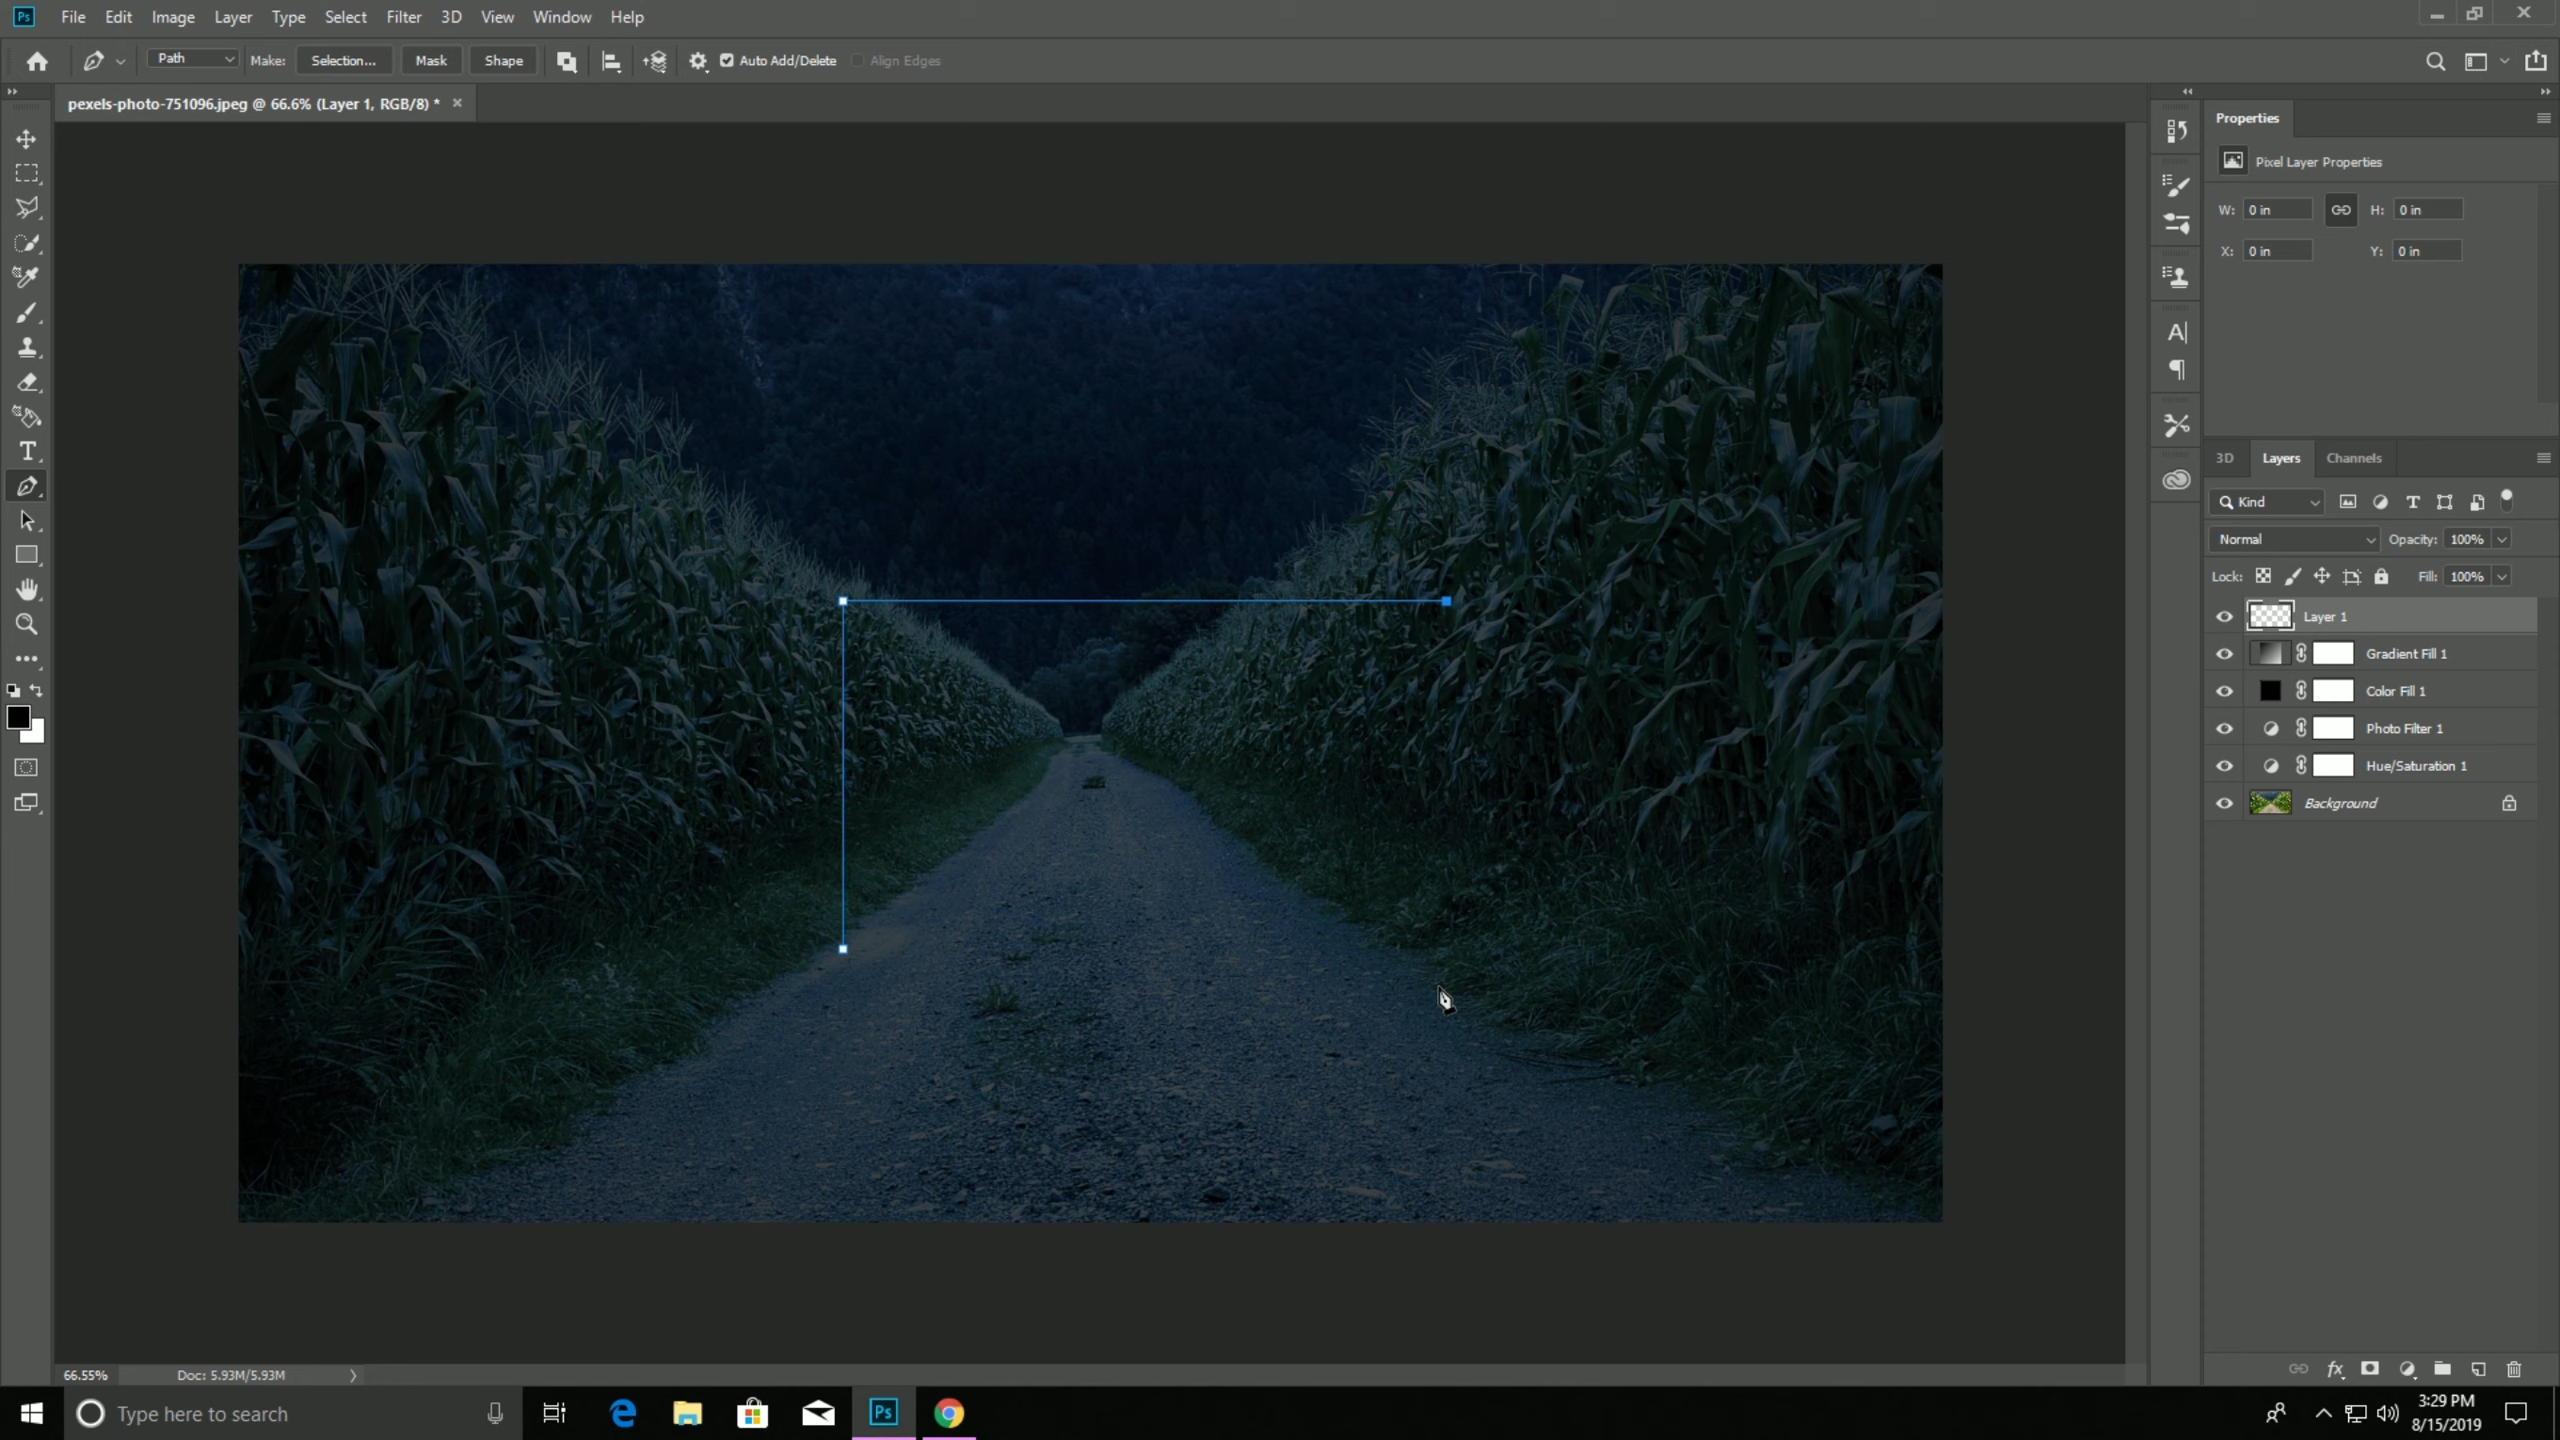 Ps File Edit Image Layer Type Select Filter 3D View Window Help
Path Make: Selection... Mask Shape Auto Add/Delete Align Edges
pexels-photo-751096.jpeg @ 66.6% (Layer 1, RGB/8) *
Properties
Pixel Layer Properties
W: 0 in H: 0 in
X: 0 in Y: 0 in
3D Layers Channels
Kind
Normal Opacity: 100%
Lock: Fill: 100%
Layer 1
Gradient Fill 1
Color Fill 1
Photo Filter 1
Hue/Saturation 1
Background
66.55% Doc: 5.93M/5.93M
Type here to search
Ps
3:29 PM
8/15/2019